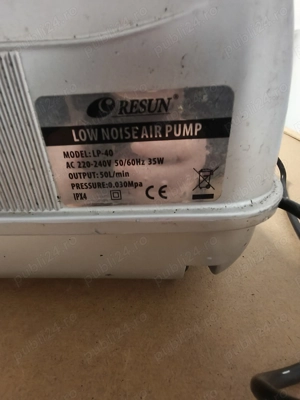 RESUN
LOW NOISE AIR PUMP
MODEL:LP-40
AC 220-240V 50/60Hz 35W
OUTPUT:50L/min
PRESSURE:0.030Mpa
IPX4
CE